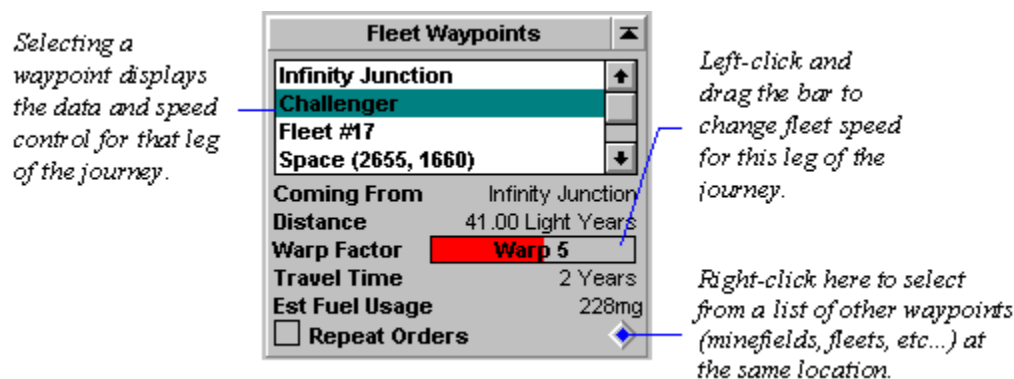 Selecting a
waypoint displays
the data and speed
control for that leg
of the journey.
Fleet Waypoints
Infinity Junction
Challenger
Fleet #17
Space (2655, 1660)
Coming From Infinity Junction
Distance 41.00 Light Years
Warp Factor Warp 5
Travel Time 2 Years
Est Fuel Usage 228mg
Repeat Orders
Left-click and
drag the bar to
change fleet speed
for this leg of the
journey.
Right-click here to select
from a list of other waypoints
(minefields, fleets, etc...) at
the same location.